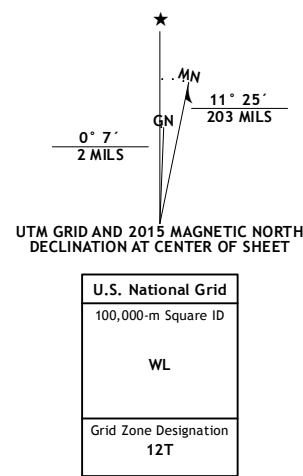 ★
MN
11° 25´
203 MILS
GN
0° 7´
2 MILS
UTM GRID AND 2015 MAGNETIC NORTH
DECLINATION AT CENTER OF SHEET
U.S. National Grid
100,000-m Square ID
WL
Grid Zone Designation
12T